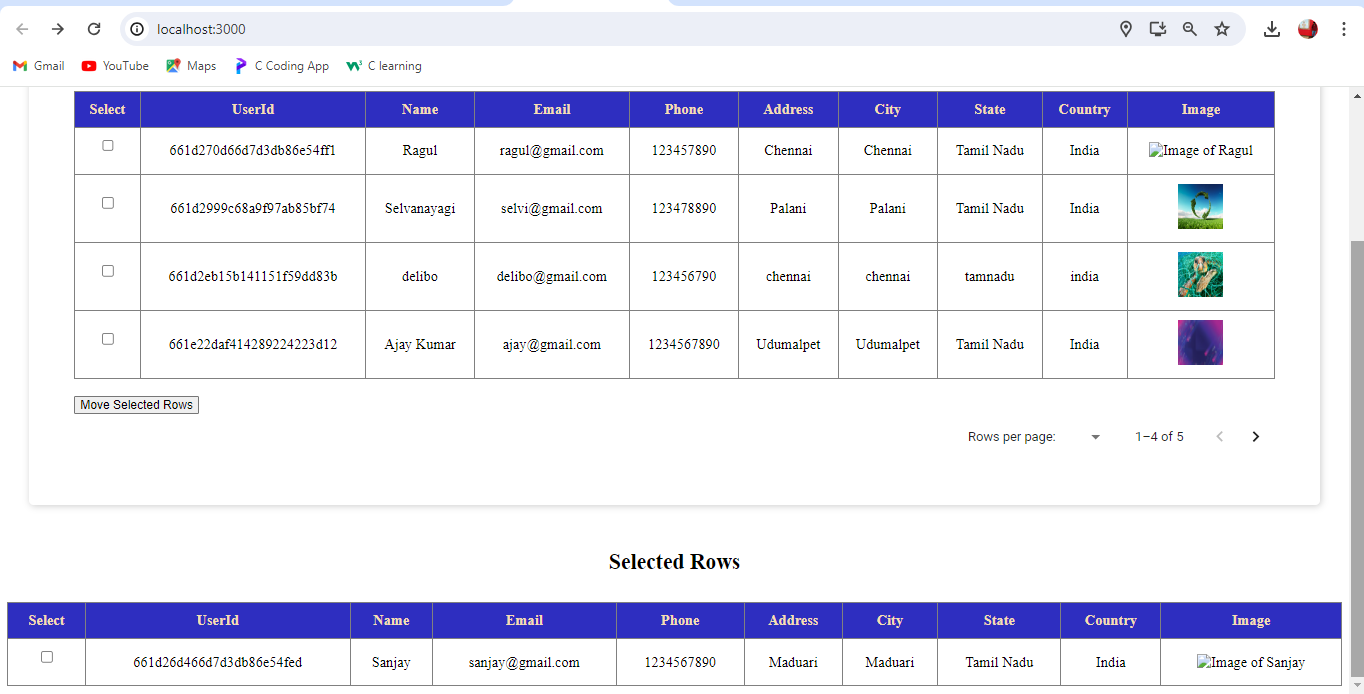 localhost:3000
Gmail YouTube Maps C Coding App C learning
Select UserId Name Email Phone Address City State Country Image
661d270d66d7d3db86e54ff1 Ragul ragul@gmail.com 123457890 Chennai Chennai Tamil Nadu India Image of Ragul
661d2999c68a9f97ab85bf74 Selvanayagi selvi@gmail.com 123478890 Palani Palani Tamil Nadu India
661d2eb15b141151f59dd83b delibo delibo@gmail.com 123456790 chennai chennai tamnadu india
661e22daf414289224223d12 Ajay Kumar ajay@gmail.com 1234567890 Udumalpet Udumalpet Tamil Nadu India
Move Selected Rows
Rows per page: 1–4 of 5
Selected Rows
Select UserId Name Email Phone Address City State Country Image
661d26d466d7d3db86e54fed Sanjay sanjay@gmail.com 1234567890 Maduari Maduari Tamil Nadu India Image of Sanjay